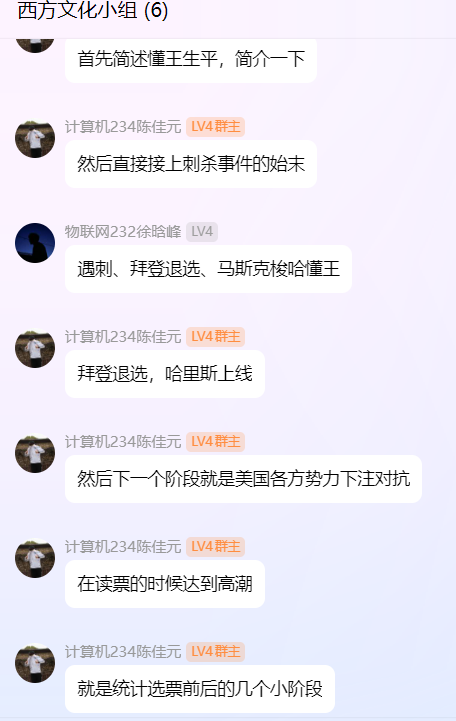 西方文化小组 (6)
首先简述懂王生平，简介一下
计算机234陈佳元 LV4群主
然后直接接上刺杀事件的始末
物联网232徐晗峰 LV4
遇刺、拜登退选、马斯克梭哈懂王
计算机234陈佳元 LV4群主
拜登退选，哈里斯上线
计算机234陈佳元 LV4群主
然后下一个阶段就是美国各方势力下注对抗
计算机234陈佳元 LV4群主
在读票的时候达到高潮
计算机234陈佳元 LV4群主
就是统计选票前后的几个小阶段